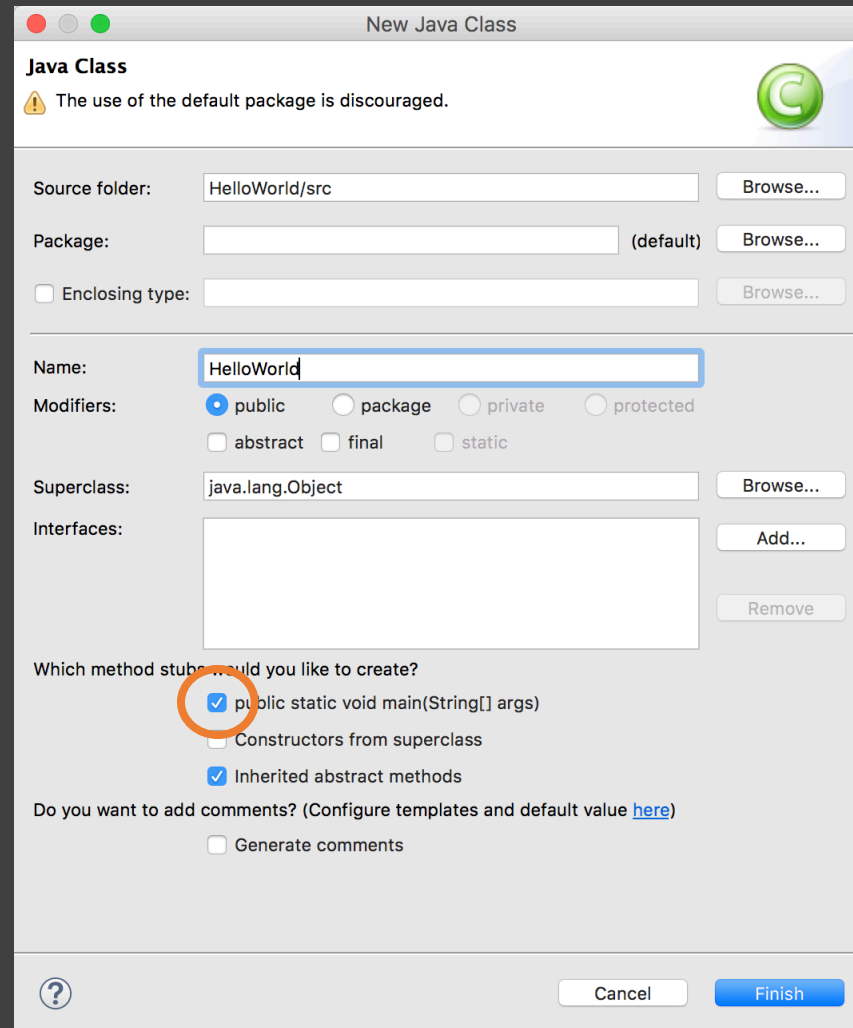 New Java Class
Java Class
The use of the default package is discouraged.
Source folder: HelloWorld/src Browse...
Package: (default) Browse...
Enclosing type: Browse...
Name: HelloWorld
Modifiers: public package private protected
abstract final static
Superclass: java.lang.Object Browse...
Interfaces: Add...
Remove
Which method stubs would you like to create?
public static void main(String[] args)
Constructors from superclass
Inherited abstract methods
Do you want to add comments? (Configure templates and default value here)
Generate comments
? Cancel Finish